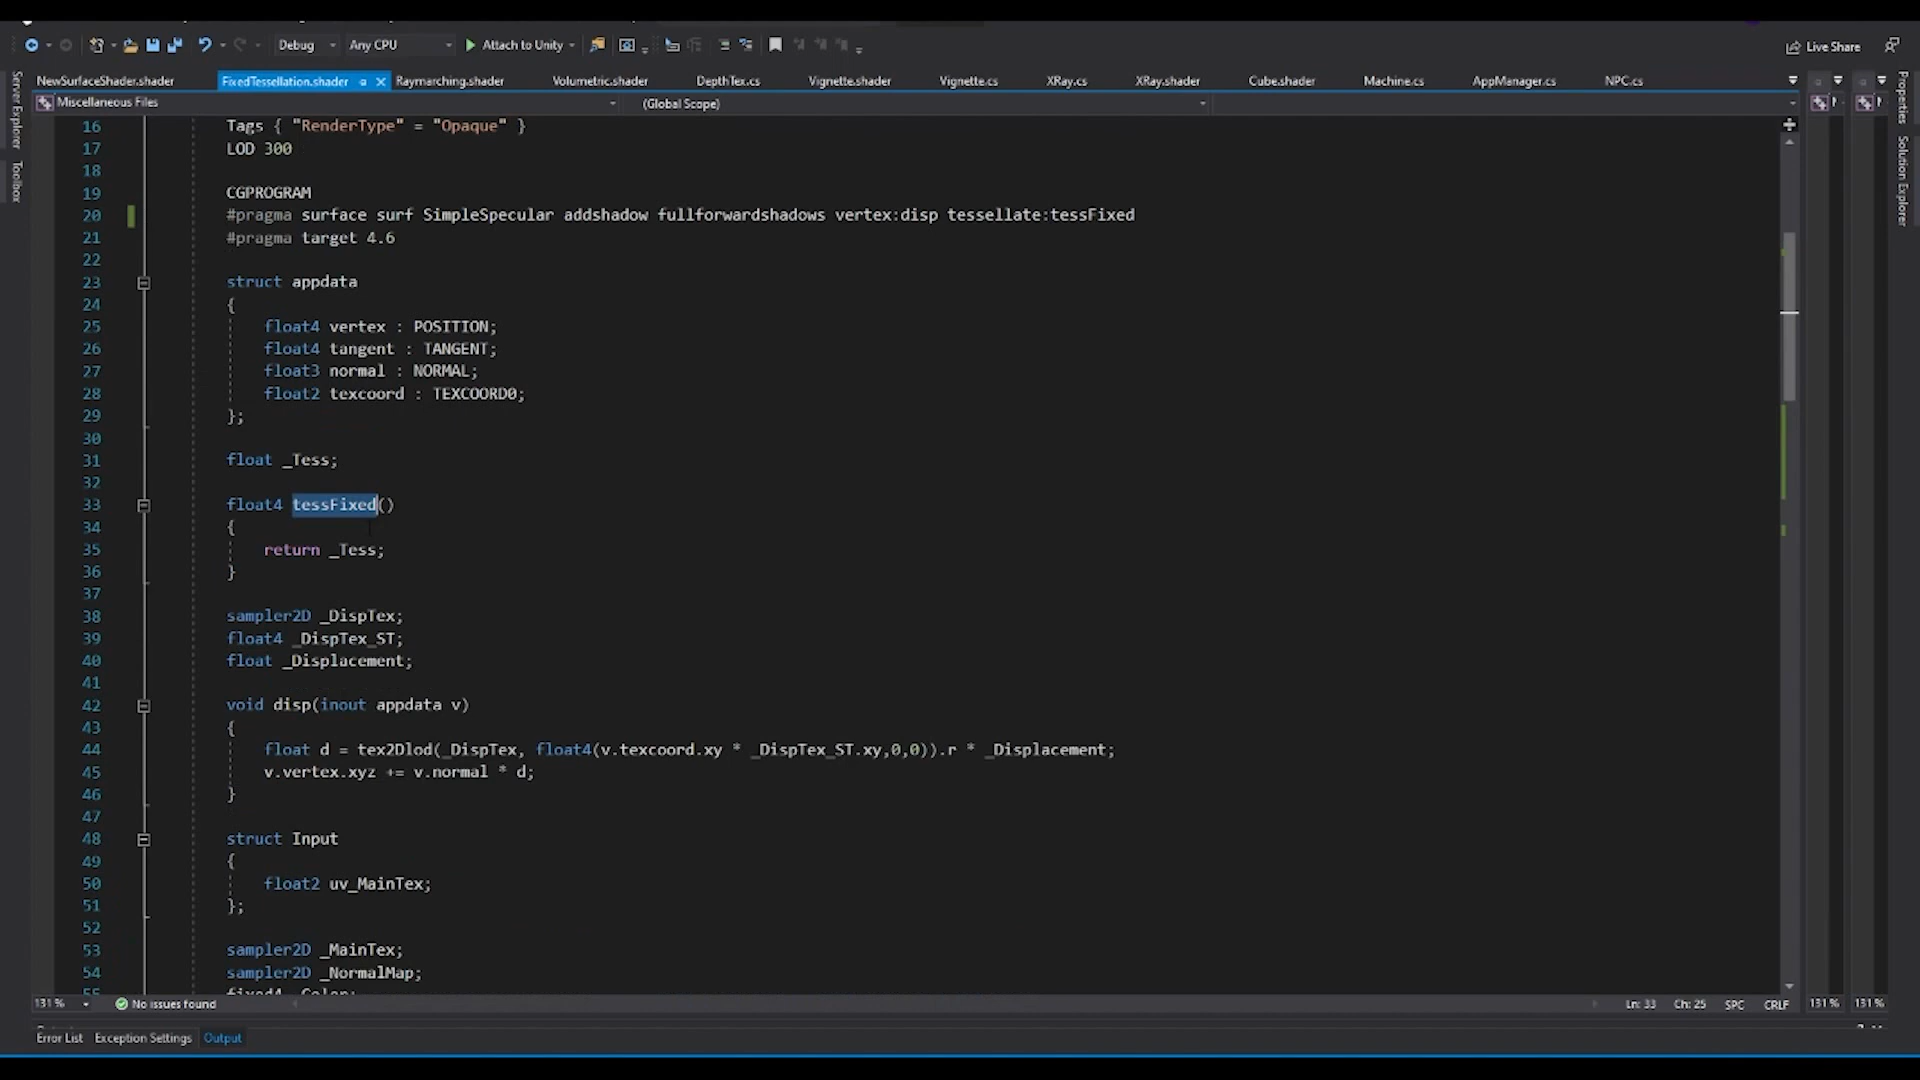 Debug Any CPU Attach to Unity Live Share
NewSurfaceShader.shader FixedTessellation.shader Raymarching.shader Volumetric.shader DepthTex.cs Vignette.shader Vignette.cs XRay.cs XRay.shader Cube.shader Machine.cs AppManager.cs NPC.cs
Miscellaneous Files (Global Scope)
Server Explorer
Toolbox
Properties
Solution Explorer
16 Tags { "RenderType" = "Opaque" }
17 LOD 300
18
19 CGPROGRAM
20 #pragma surface surf SimpleSpecular addshadow fullforwardshadows vertex:disp tessellate:tessFixed
21 #pragma target 4.6
22
23 struct appdata
24 {
25 float4 vertex : POSITION;
26 float4 tangent : TANGENT;
27 float3 normal : NORMAL;
28 float2 texcoord : TEXCOORD0;
29 };
30
31 float _Tess;
32
33 float4 tessFixed()
34 {
35 return _Tess;
36 }
37
38 sampler2D _DispTex;
39 float4 _DispTex_ST;
40 float _Displacement;
41
42 void disp(inout appdata v)
43 {
44 float d = tex2Dlod(_DispTex, float4(v.texcoord.xy * _DispTex_ST.xy,0,0)).r * _Displacement;
45 v.vertex.xyz += v.normal * d;
46 }
47
48 struct Input
49 {
50 float2 uv_MainTex;
51 };
52
53 sampler2D _MainTex;
54 sampler2D _NormalMap;
131 % No issues found Ln: 33 Ch: 25 SPC CRLF 131 % 131 %
Error List Exception Settings Output